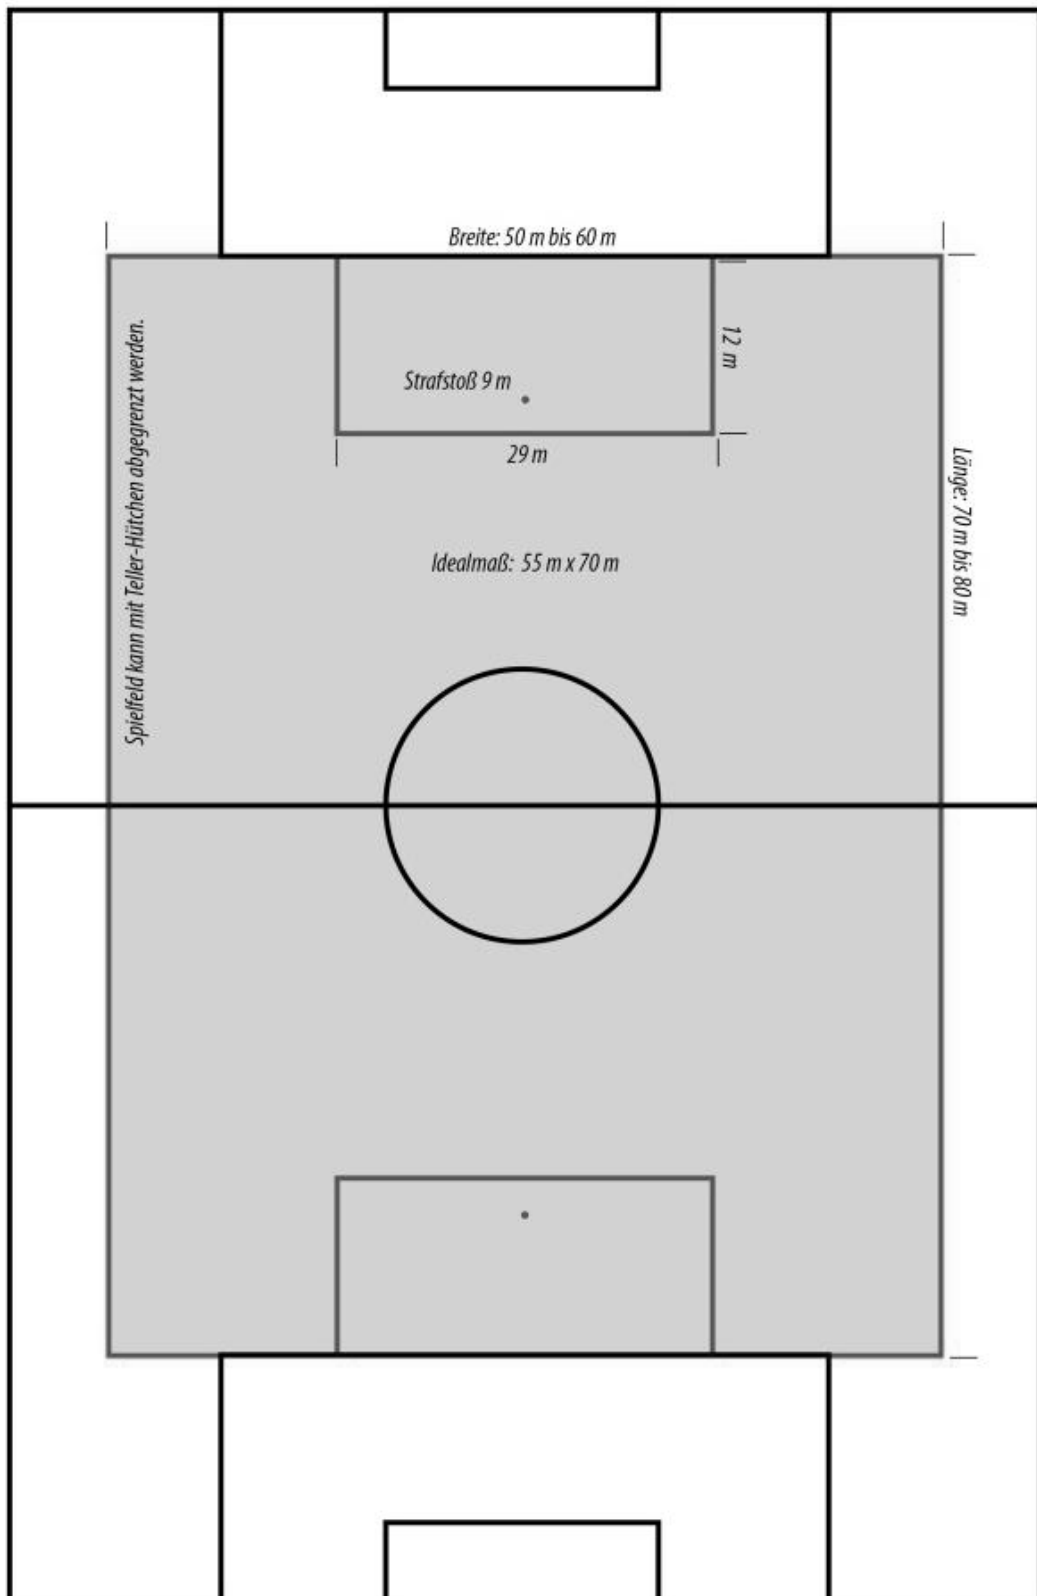 Breite: 50 m bis 60 m
Spielfeld kann mit Teller-Hütchen abgegrenzt werden.
12 m
Strafstoß 9 m
29 m
Länge: 70 m bis 80 m
Idealmaß: 55 m x 70 m